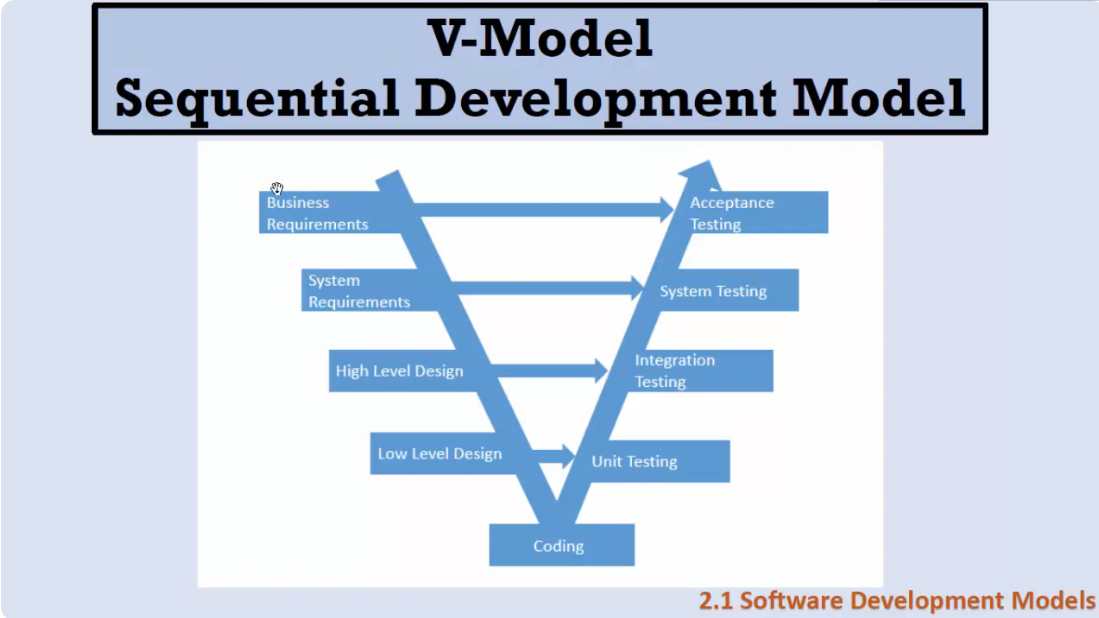 V-Model
Sequential Development Model
Business
Requirements
Acceptance
Testing
System
Requirements
System Testing
High Level Design
Integration
Testing
Low Level Design
Unit Testing
Coding
2.1 Software Development Models